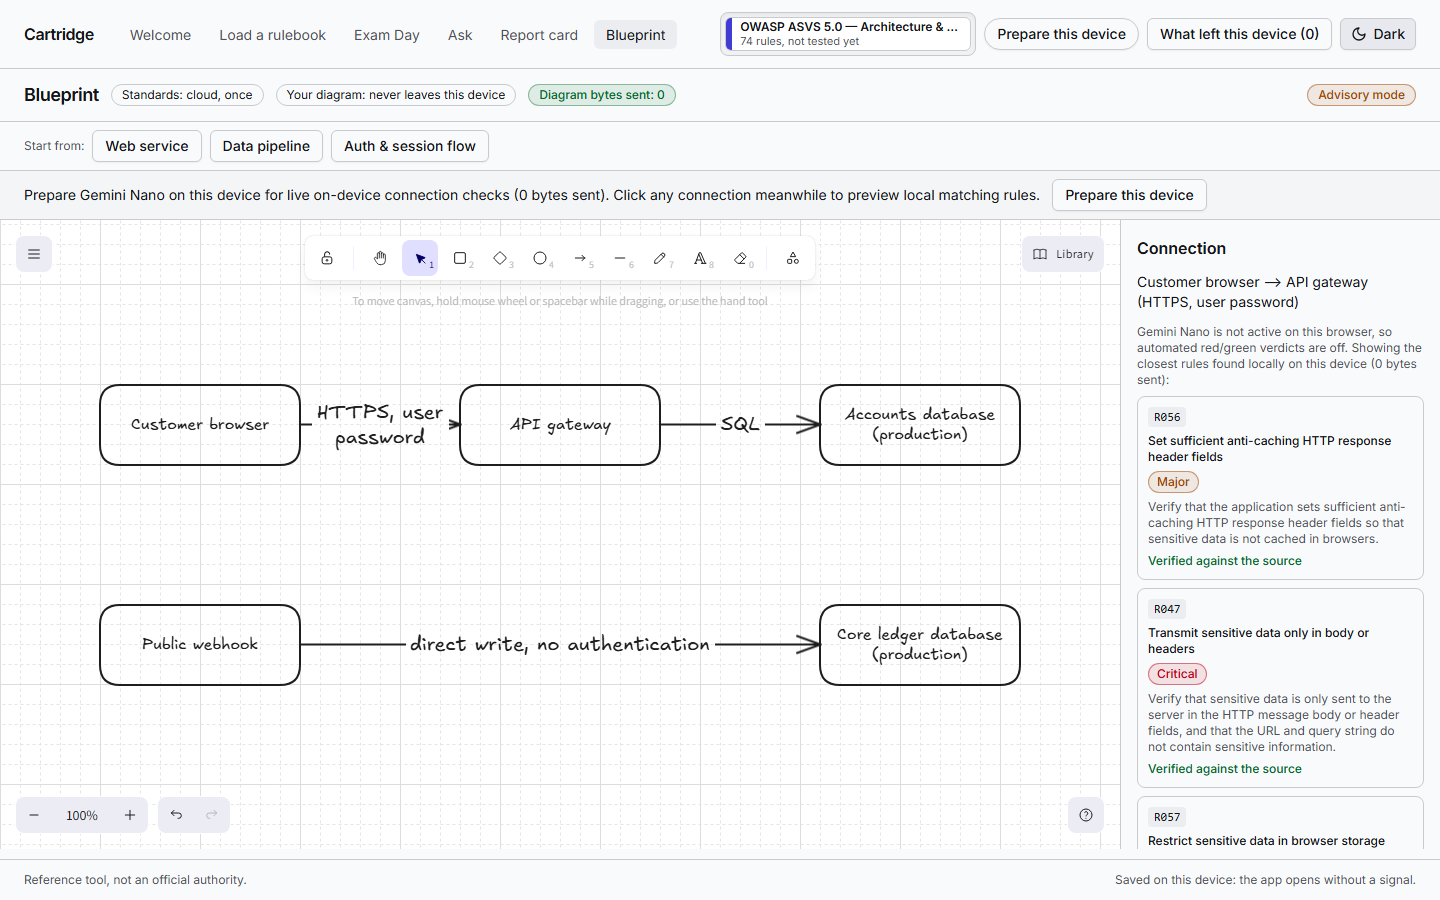 Cartridge
Welcome
Load a rulebook
Exam Day
Ask
Report card
Blueprint
OWASP ASVS 5.0 — Architecture & ...
74 rules, not tested yet
Prepare this device
What left this device (0)
Dark
Blueprint
Standards: cloud, once
Your diagram: never leaves this device
Diagram bytes sent: 0
Advisory mode
Start from:
Web service
Data pipeline
Auth & session flow
Prepare Gemini Nano on this device for live on-device connection checks (0 bytes sent). Click any connection meanwhile to preview local matching rules.
Prepare this device
1
2
3
4
5
6
7
8
0
Library
To move canvas, hold mouse wheel or spacebar while dragging, or use the hand tool
Customer browser
HTTPS, user
password
API gateway
SQL
Accounts database
(production)
Public webhook
direct write, no authentication
Core ledger database
(production)
100%
Connection
Customer browser → API gateway
(HTTPS, user password)
Gemini Nano is not active on this browser, so
automated red/green verdicts are off. Showing the
closest rules found locally on this device (0 bytes
sent):
R056
Set sufficient anti-caching HTTP response
header fields
Major
Verify that the application sets sufficient anti-
caching HTTP response header fields so that
sensitive data is not cached in browsers.
Verified against the source
R047
Transmit sensitive data only in body or
headers
Critical
Verify that sensitive data is only sent to the
server in the HTTP message body or header
fields, and that the URL and query string do
not contain sensitive information.
Verified against the source
R057
Restrict sensitive data in browser storage
Reference tool, not an official authority.
Saved on this device: the app opens without a signal.